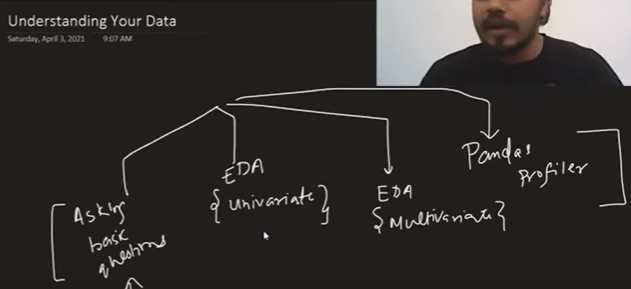 Understanding Your Data
Saturday, April 3, 2021 9:07 AM
Pandas
Profiler
EDA
{Univariate}
EDA
{Multivariate}
Asking
basic
questions